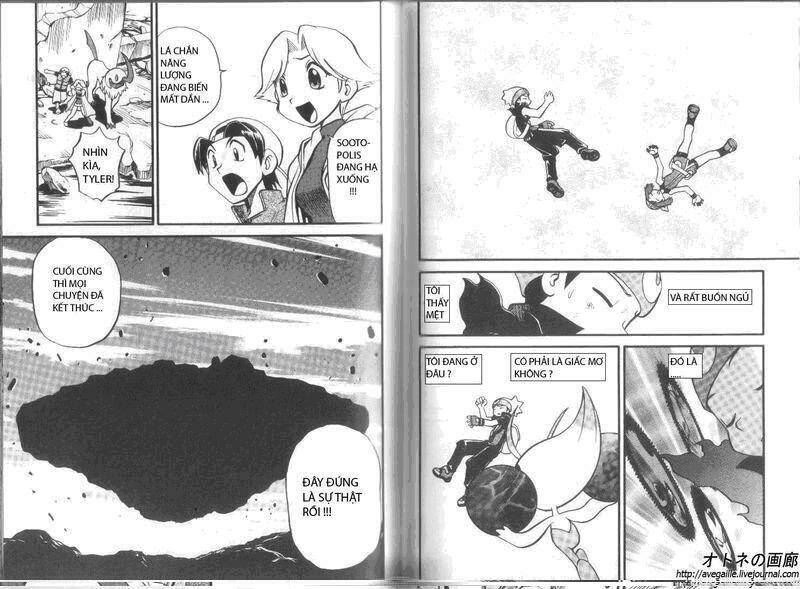 NHÌN
KÌA,
TYLER!
LÁ CHẮN
NĂNG
LƯỢNG
ĐANG BIẾN
MẤT DẦN ...
SOOTO-
POLIS
ĐANG HẠ
XUỐNG
!!!
CUỐI CÙNG
THÌ MỌI
CHUYỆN ĐÃ
KẾT THÚC ...
ĐÂY ĐÚNG
LÀ SỰ THẬT
RỒI !!!
TÔI
THẤY
MỆT
VÀ RẤT BUỒN NGỦ
TÔI ĐANG Ở
ĐÂU ?
CÓ PHẢI LÀ GIẤC MƠ
KHÔNG ?
ĐÓ LÀ
.....
オトネの画廊
http://avegaille.livejournal.com